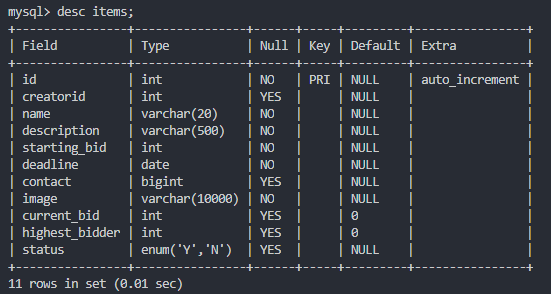 mysql> desc items;
+----------------+----------------+------+-----+---------+----------------+
| Field          | Type           | Null | Key | Default | Extra          |
+----------------+----------------+------+-----+---------+----------------+
| id             | int            | NO   | PRI | NULL    | auto_increment |
| creatorid      | int            | YES  |     | NULL    |                |
| name           | varchar(20)    | NO   |     | NULL    |                |
| description    | varchar(500)   | NO   |     | NULL    |                |
| starting_bid   | int            | NO   |     | NULL    |                |
| deadline       | date           | NO   |     | NULL    |                |
| contact        | bigint         | YES  |     | NULL    |                |
| image          | varchar(10000) | NO   |     | NULL    |                |
| current_bid    | int            | YES  |     | 0       |                |
| highest_bidder | int            | YES  |     | 0       |                |
| status         | enum('Y','N')  | YES  |     | NULL    |                |
+----------------+----------------+------+-----+---------+----------------+
11 rows in set (0.01 sec)